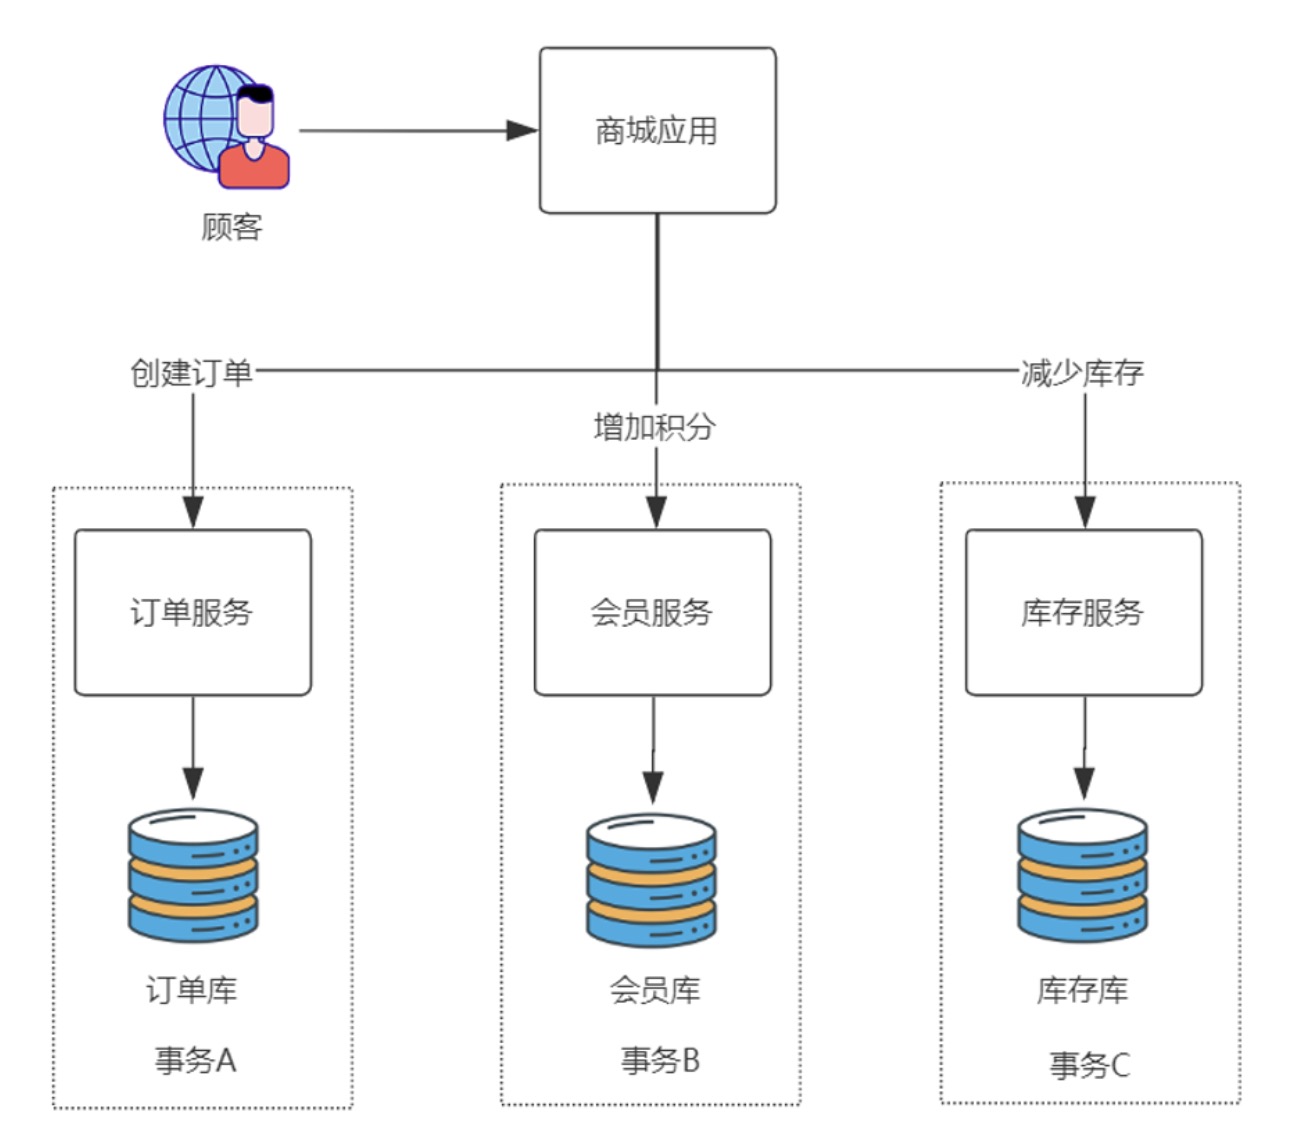 商城应用
顾客
创建订单
减少库存
增加积分
订单服务
会员服务
库存服务
订单库
会员库
库存库
事务A
事务B
事务C